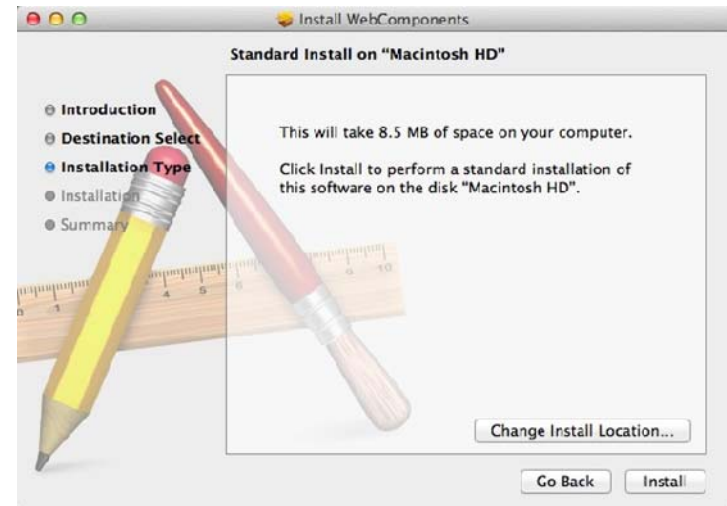 Install WebComponents
Standard Install on “Macintosh HD”
Introduction
Destination Select
Installation Type
Installation
Summary
This will take 8.5 MB of space on your computer.
Click Install to perform a standard installation of
this software on the disk “Macintosh HD”.
Change Install Location...
Go Back
Install